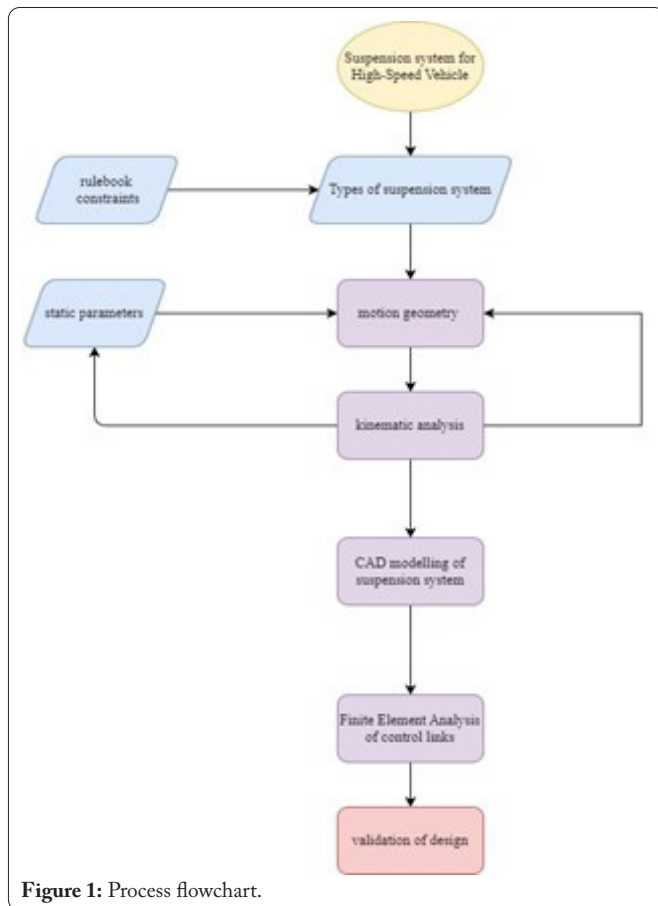 Suspension system for
High-Speed Vehicle
rulebook
constraints
Types of suspension system
static parameters
motion geometry
kinematic analysis
CAD modelling of
suspension system
Finite Element Analysis
of control links
validation of design
Figure 1: Process flowchart.